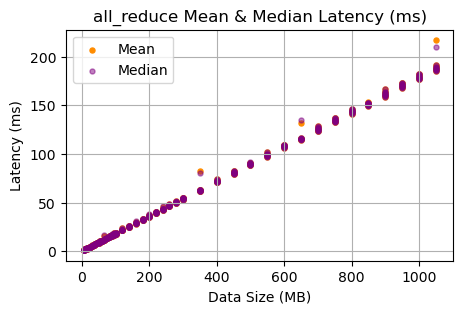 all_reduce Mean & Median Latency (ms)
Mean
Median
Latency (ms)
200
150
100
50
0
0
200
400
600
800
1000
Data Size (MB)